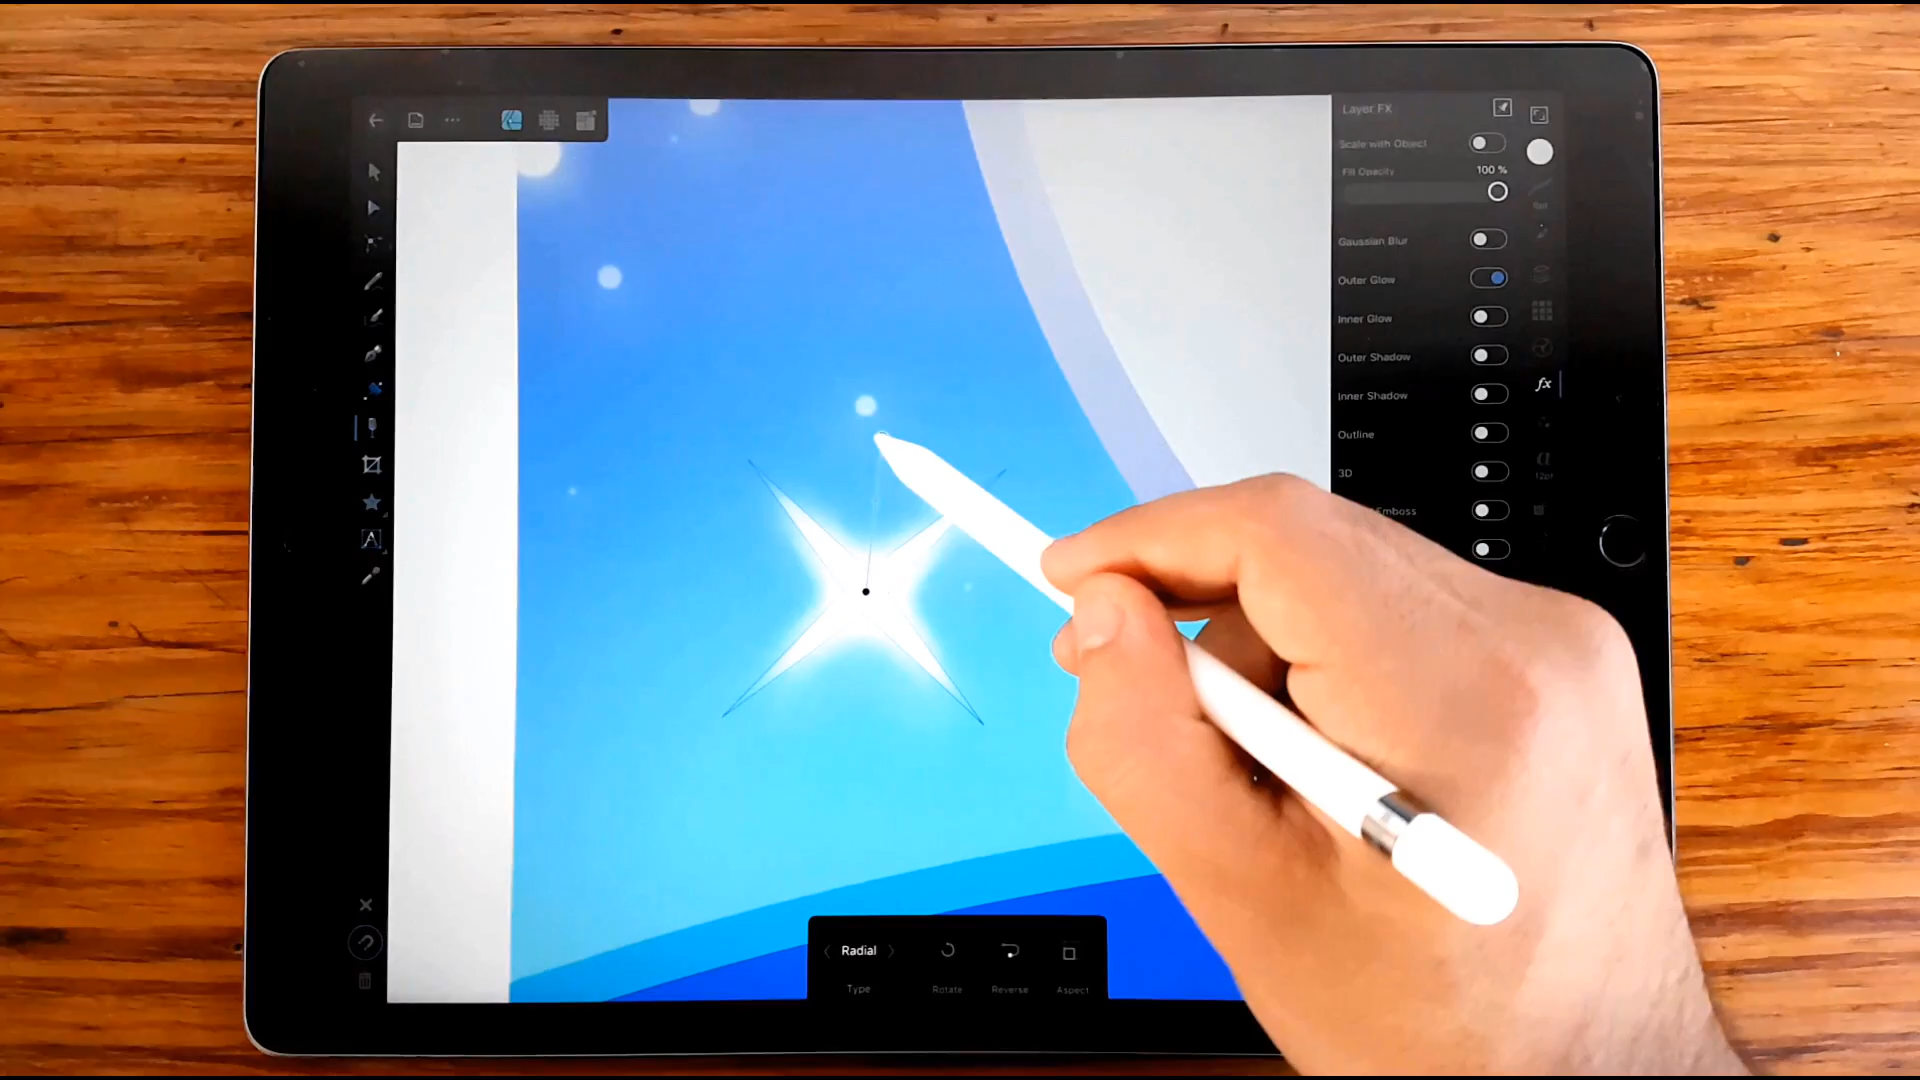 Layer FX
Scale with Object
Fill Opacity
100 %
Gaussian Blur
Outer Glow
Inner Glow
Outer Shadow
Inner Shadow
Outline
3D
Emboss
fx
a
12pt
A
Radial
Type
Rotate
Reverse
Aspect